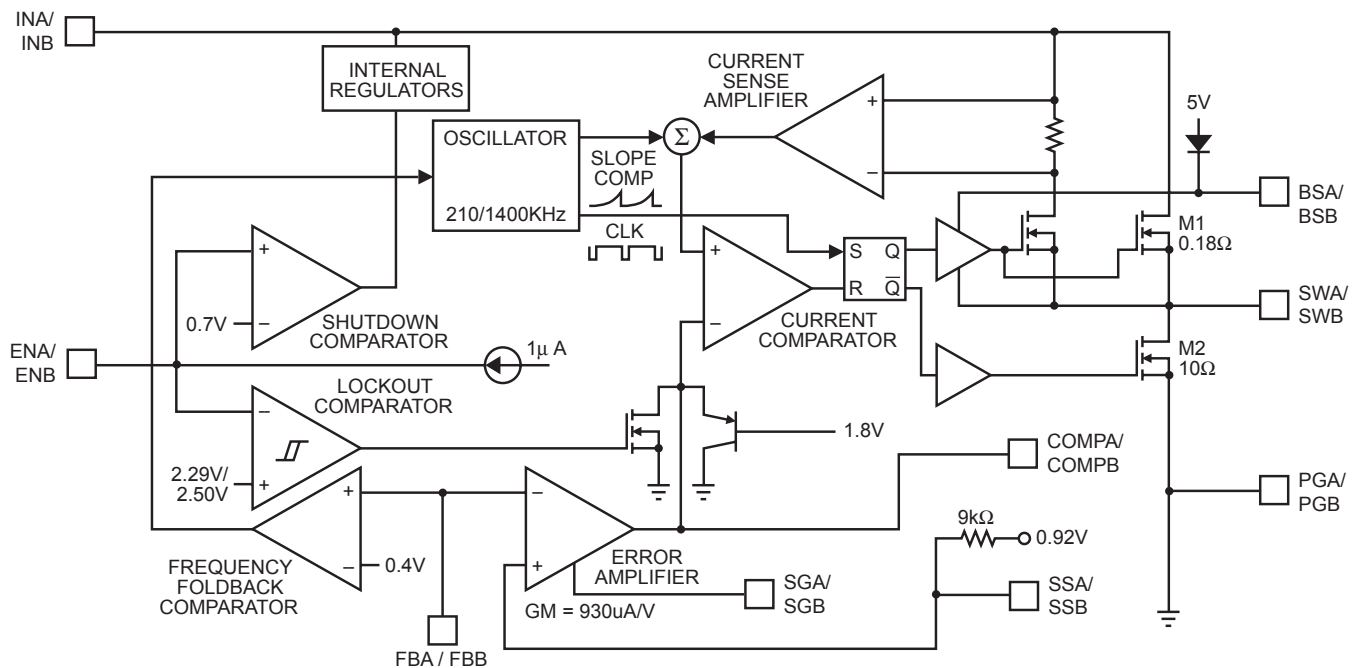 INA/
INB
INTERNAL
REGULATORS
CURRENT
SENSE
AMPLIFIER
+
−
5V
OSCILLATOR
210/1400KHz
Σ
SLOPE
COMP
CLK
BSA/
BSB
M1
0.18Ω
+
−
0.7V
SHUTDOWN
COMPARATOR
+
−
CURRENT
COMPARATOR
S Q
R Q̅
SWA/
SWB
ENA/
ENB
1μ A
M2
10Ω
LOCKOUT
COMPARATOR
−
+
2.29V/
2.50V
1.8V
COMPA/
COMPB
PGA/
PGB
+
−
0.4V
FREQUENCY
FOLDBACK
COMPARATOR
−
+
ERROR
AMPLIFIER
GM = 930uA/V
9kΩ
0.92V
SGA/
SGB
SSA/
SSB
FBA / FBB